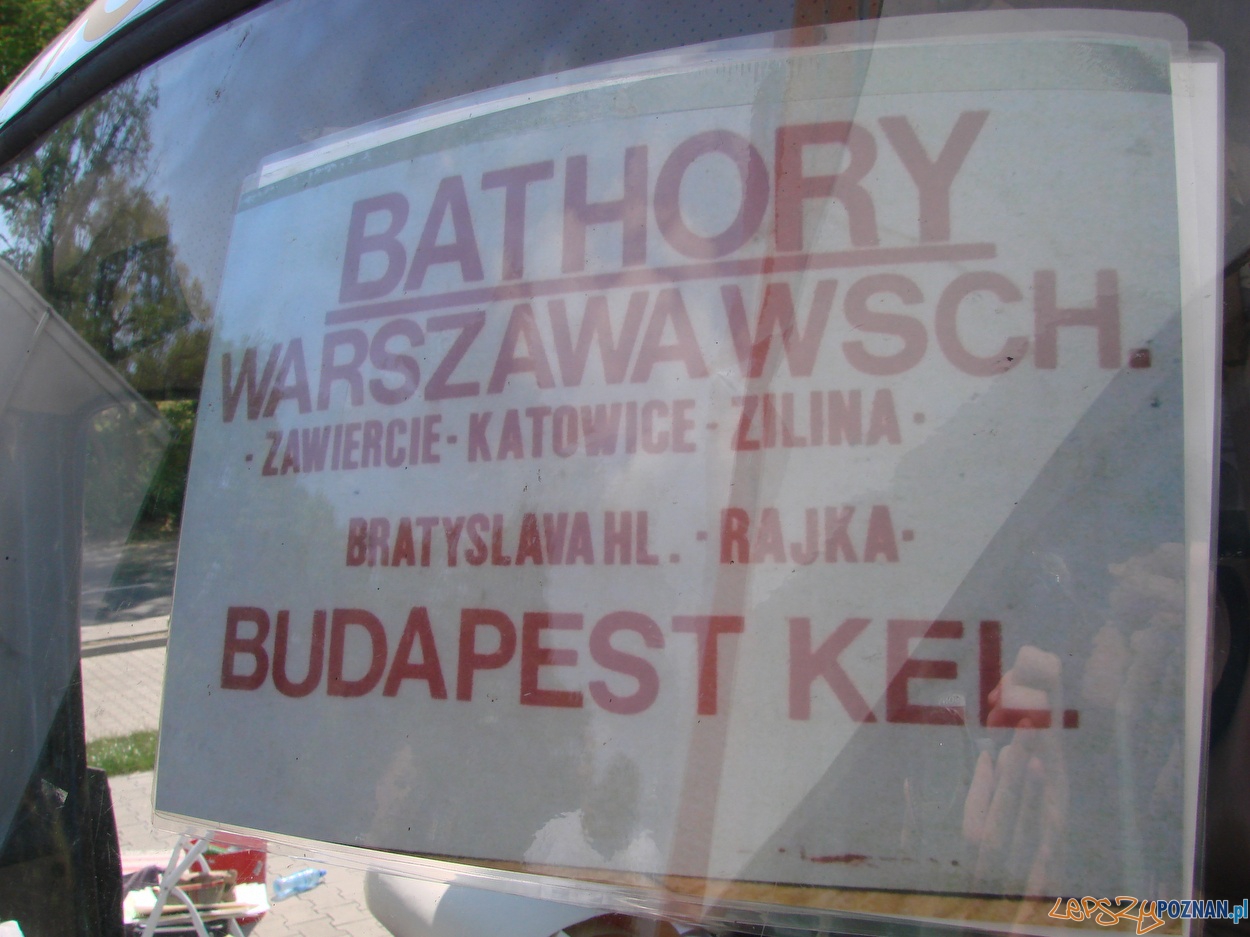 BATHORY
WARSZAWA WSCH.
· ZAWIERCIE · KATOWICE · ZILINA ·
BRATYSLAVA HL. · RAJKA ·
BUDAPEST KEL.
LEPSZYPOZNAN.pl